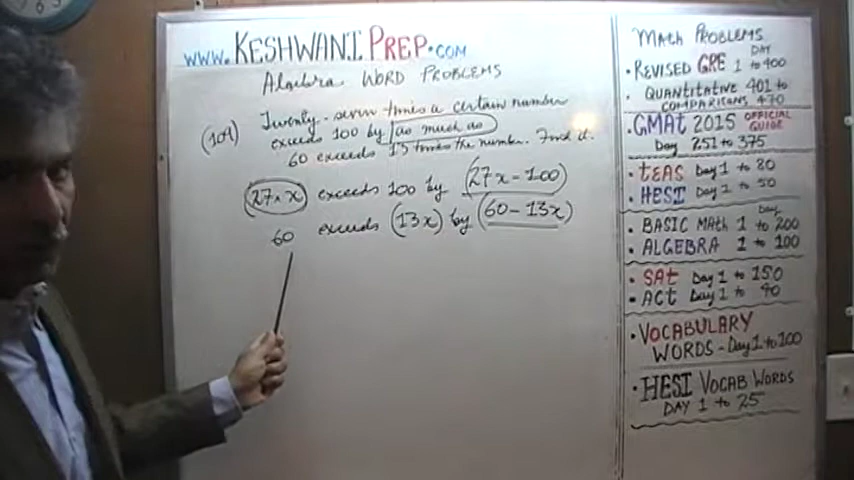 www.KESHWANIPREP.com
Algebra WORD PROBLEMS
(109) Twenty-seven times a certain number
exceeds 100 by as much as
60 exceeds 13 times the number. Find it.
(27×x) exceeds 100 by (27x-100)
60 exceeds (13x) by (60-13x)
MATH PROBLEMS
DAY
• REVISED GRE 1 to 400
• QUANTITATIVE 401 to
COMPARISONS 470
• GMAT 2015 OFFICIAL GUIDE
Day 251 to 375
• TEAS Day 1 to 80
• HESI Day 1 to 50
Day
• BASIC MATH 1 to 200
• ALGEBRA 1 to 100
• SAT Day 1 to 150
• ACT Day 1 to 90
• VOCABULARY
WORDS - Day 1 to 100
• HESI VOCAB WORDS
DAY 1 to 25